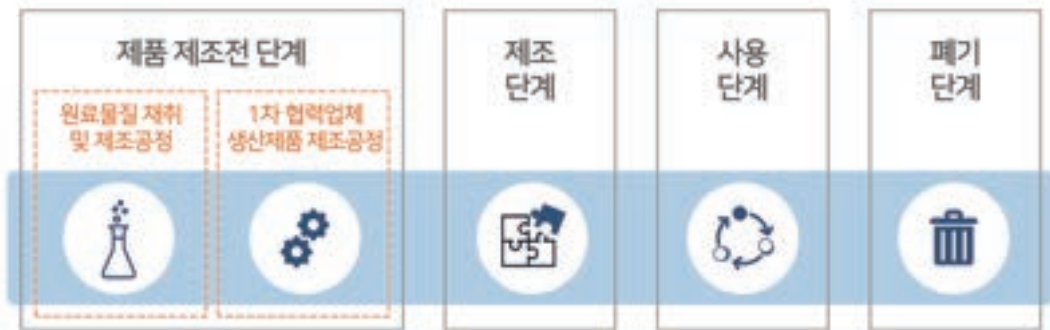 제품 제조전 단계
원료물질 재취
및 제조공정
1차 협력업체
생산제품 제조공정
제조
단계
사용
단계
폐기
단계